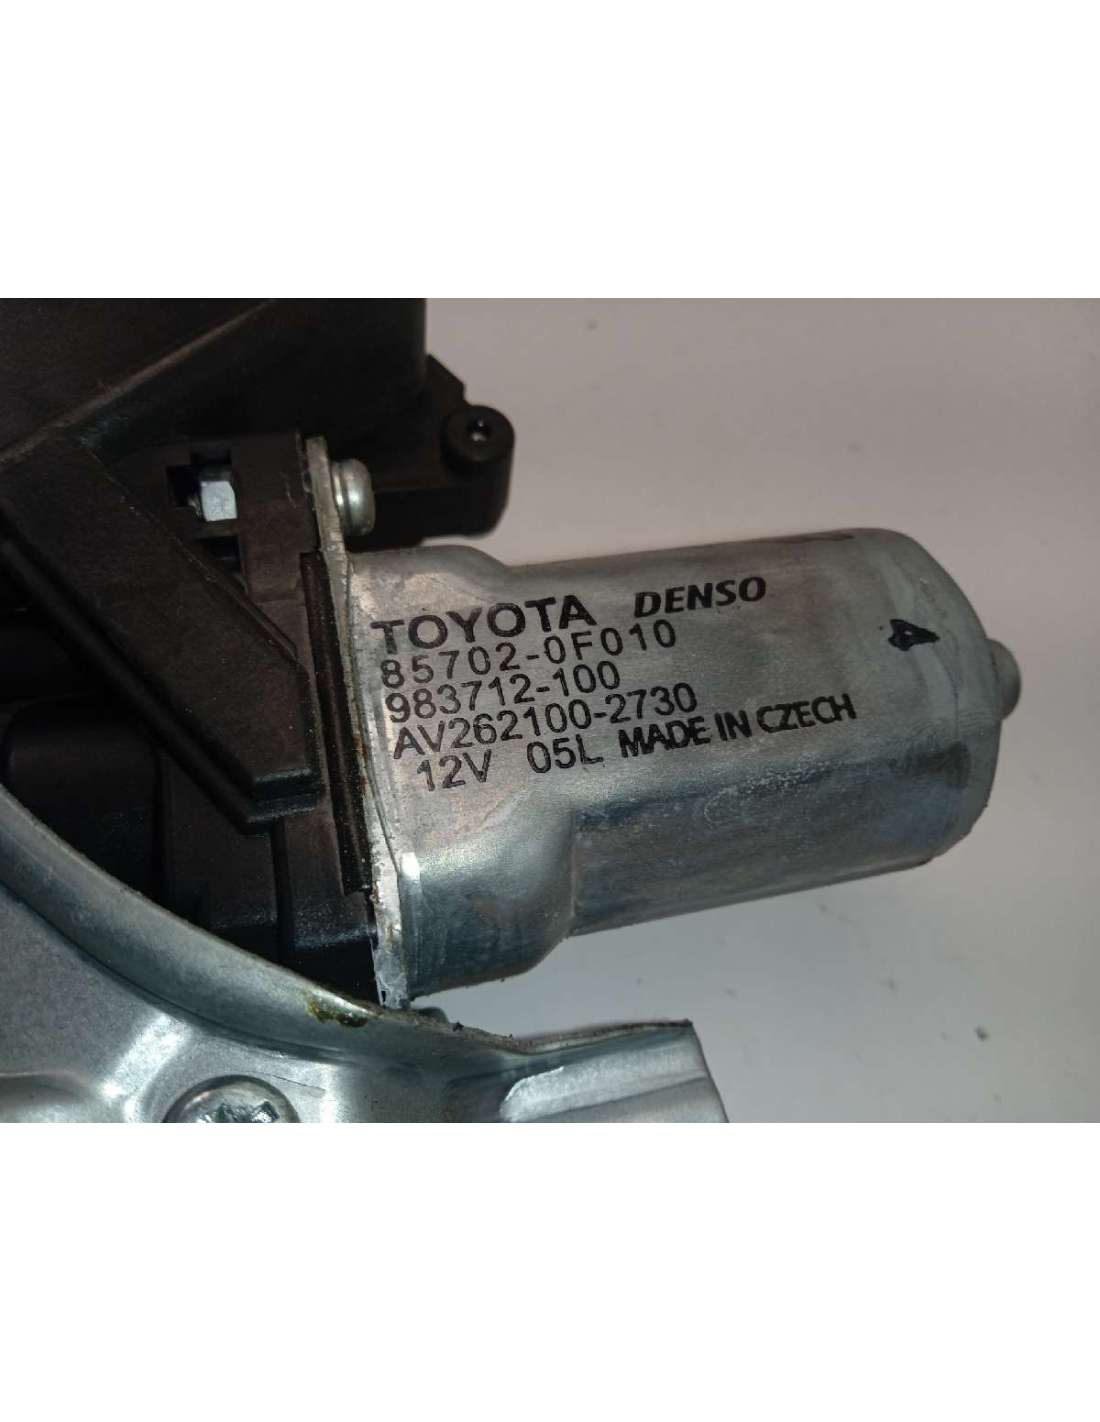 TOYOTA DENSO
85702-0F010
983712-100
AV262100-2730
12V 05L MADE IN CZECH